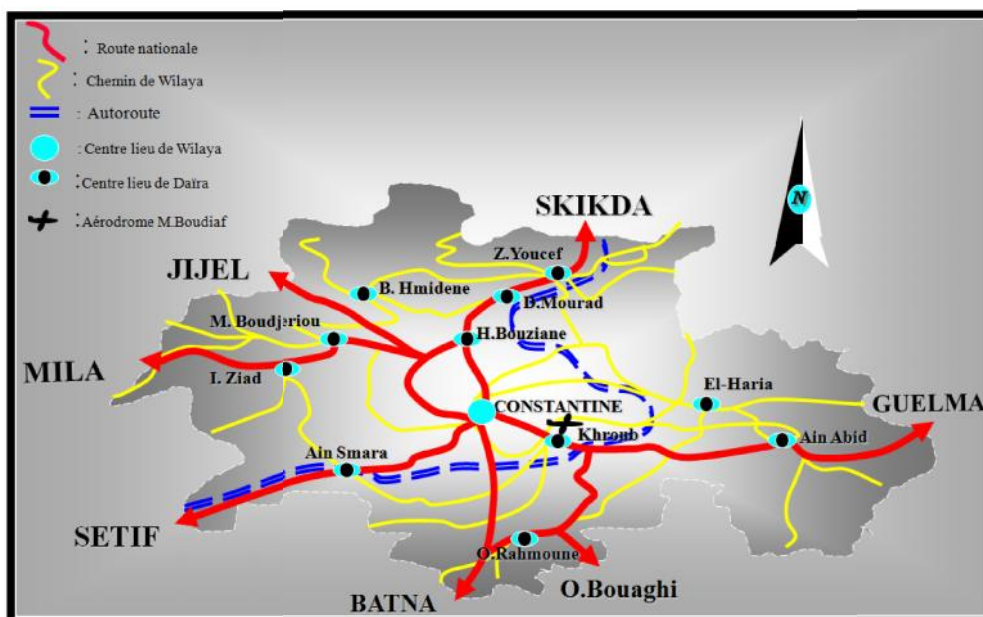 : Route nationale
: Chemin de Wilaya
: Autoroute
: Centre lieu de Wilaya
: Centre lieu de Daïra
: Aérodrome M.Boudiaf
N
SKIKDA
Z.Youcef
JIJEL
B. Hmidene
D.Mourad
M. Boudjeriou
H.Bouziane
MILA
I. Ziad
El-Haria
CONSTANTINE
GUELMA
Khroub
Ain Abid
Ain Smara
SETIF
O.Rahmoune
BATNA
O.Bouaghi